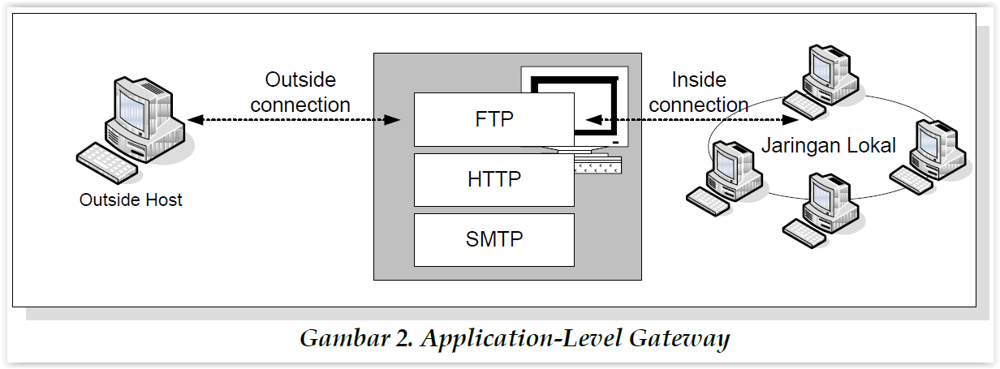 Outside
connection
Inside
connection
FTP
HTTP
SMTP
Outside Host
Jaringan Lokal
Gambar 2. Application-Level Gateway